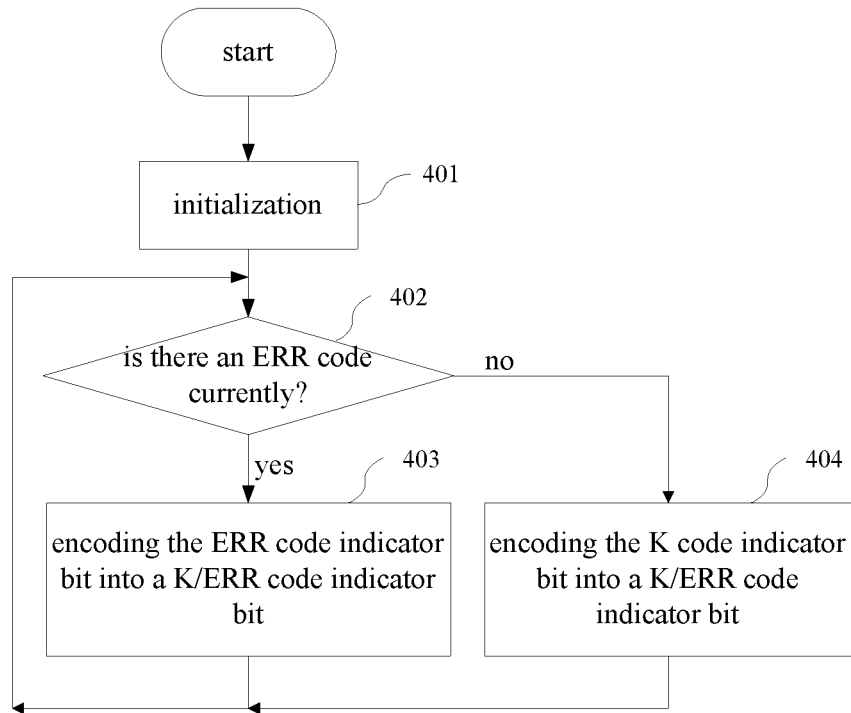 start
401
initialization
402
is there an ERR code
currently?
no
yes
403
404
encoding the ERR code indicator
bit into a K/ERR code indicator
bit
encoding the K code indicator
bit into a K/ERR code
indicator bit